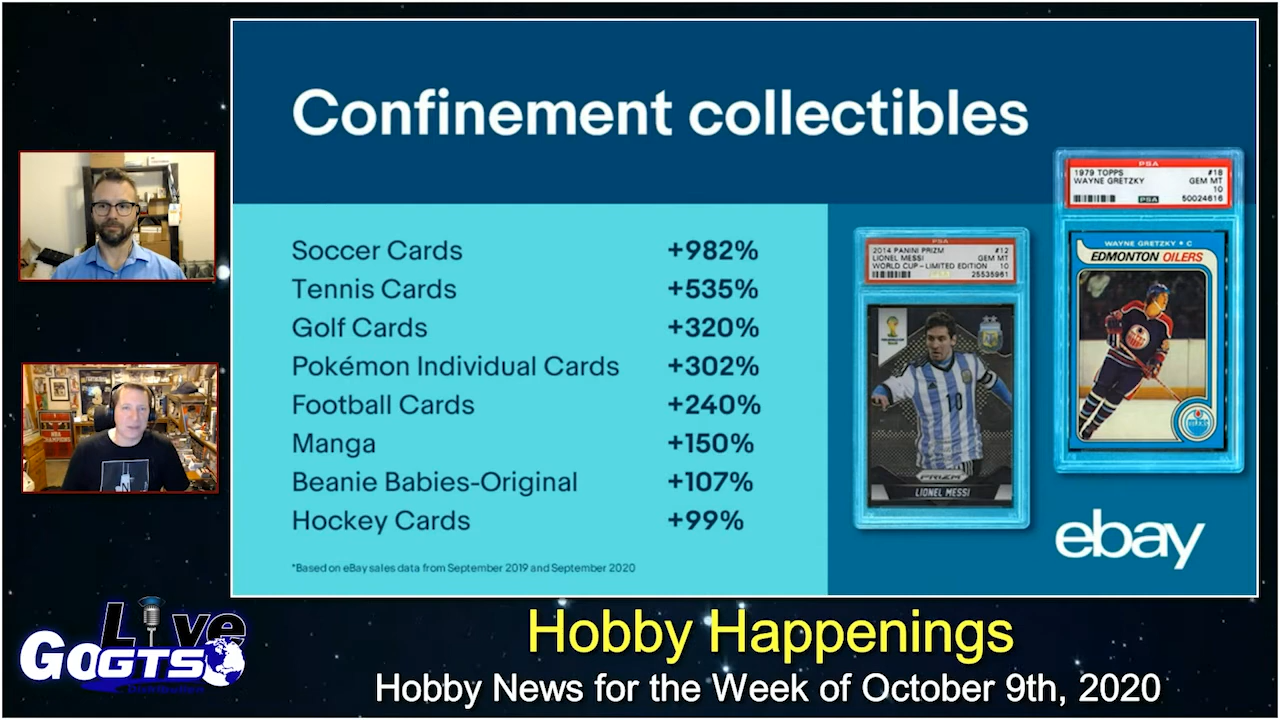 Confinement collectibles
Soccer Cards +982%
Tennis Cards +535%
Golf Cards +320%
Pokémon Individual Cards +302%
Football Cards +240%
Manga +150%
Beanie Babies-Original +107%
Hockey Cards +99%
*Based on eBay sales data from September 2019 and September 2020
PSA
2014 PANINI PRIZM #12
LIONEL MESSI GEM MT
WORLD CUP - LIMITED EDITION 10
25535961
10
PRIZM
LIONEL MESSI
PSA
1979 TOPPS #18
WAYNE GRETZKY GEM MT
10
PSA 50024616
WAYNE GRETZKY • C
EDMONTON OILERS
ebay
Live
GOGTS
Distribution
Hobby Happenings
Hobby News for the Week of October 9th, 2020